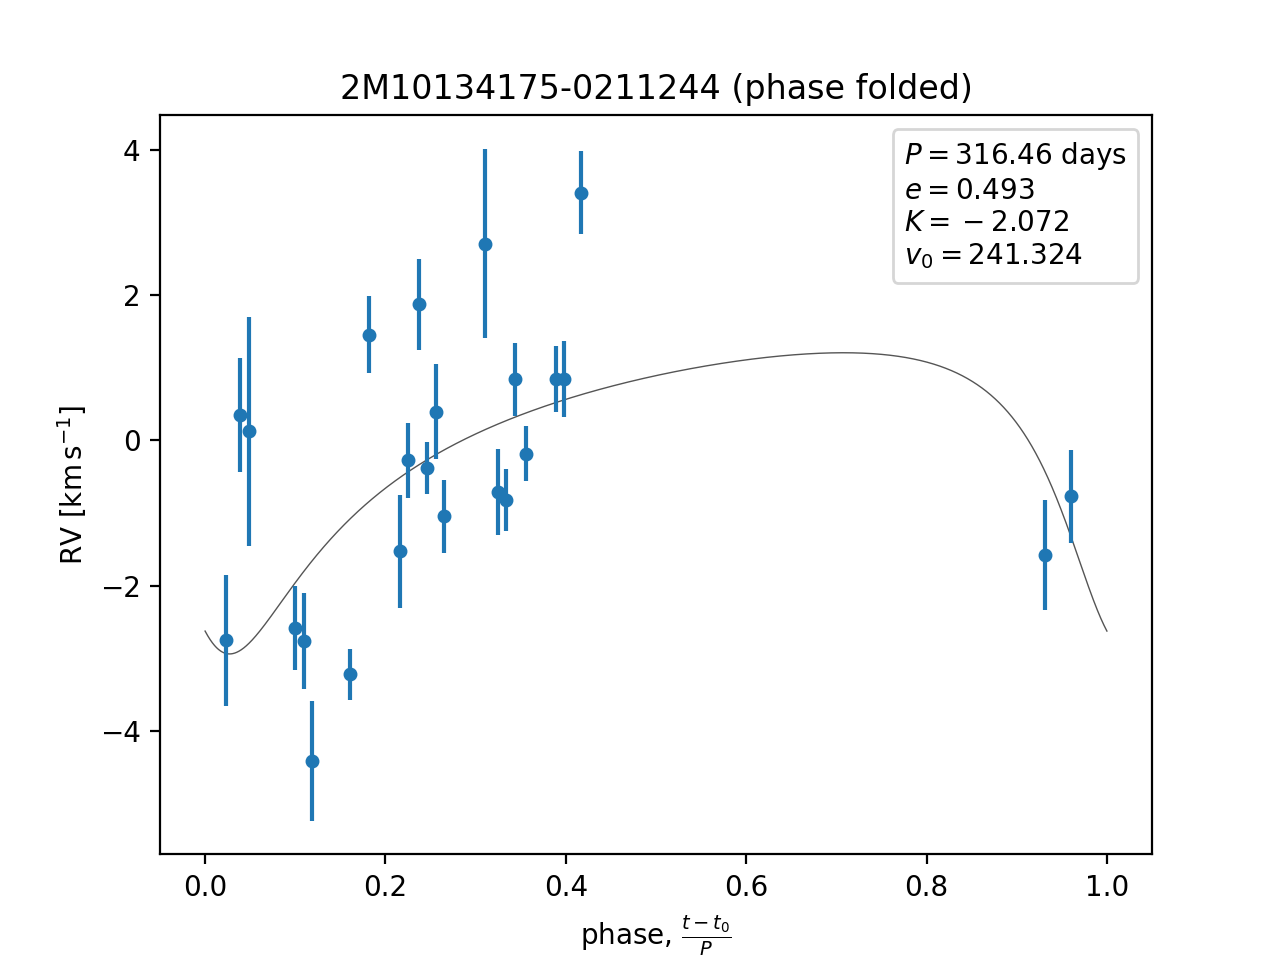 2M10134175-0211244 (phase folded)
P = 316.46 days
e = 0.493
K = −2.072
v₀ = 241.324
4
2
0
−2
−4
RV [km s⁻¹]
0.0 0.2 0.4 0.6 0.8 1.0
phase, (t − t₀)/P